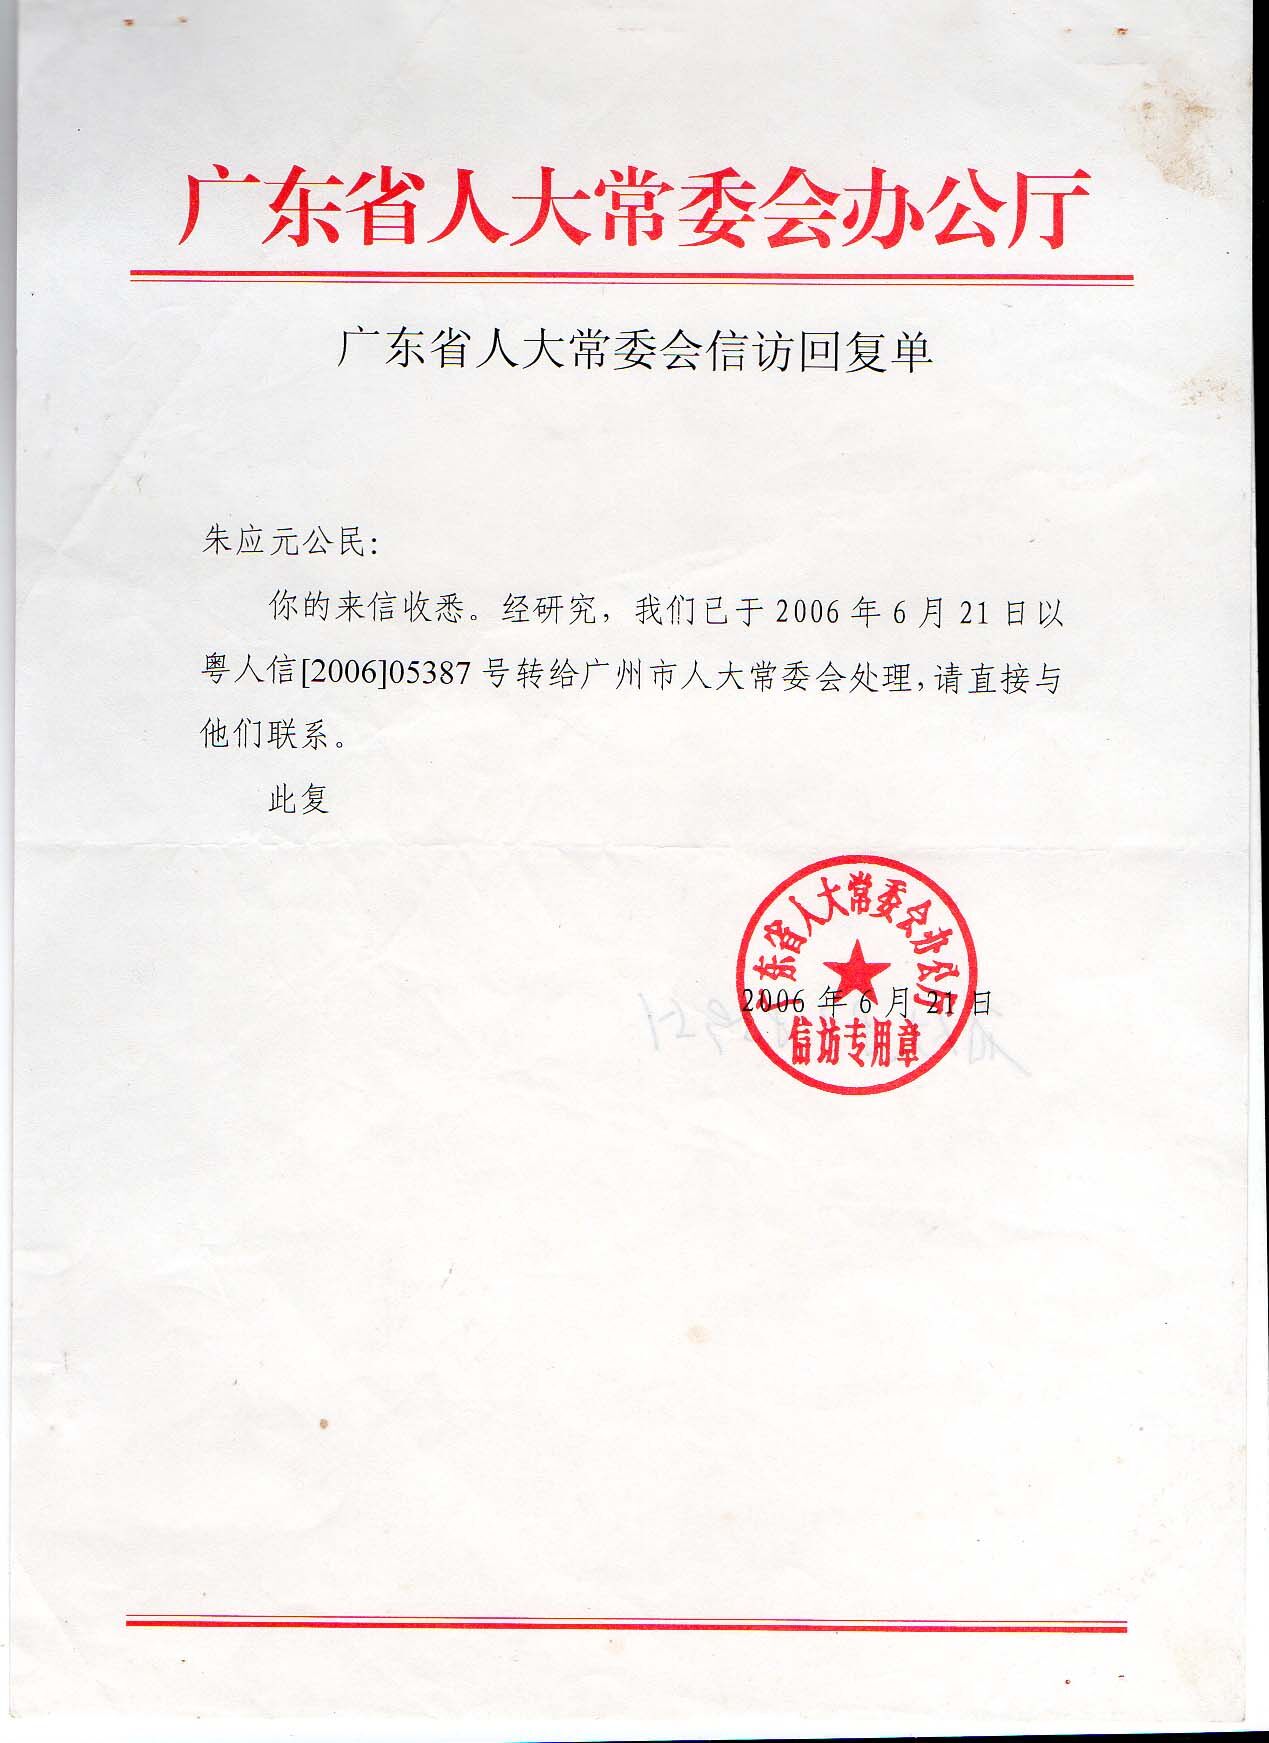 广东省人大常委会办公厅
广东省人大常委会信访回复单
朱应元公民：
你的来信收悉。经研究，我们已于2006年6月21日以
粤人信[2006]05387号转给广州市人大常委会处理，请直接与
他们联系。
此复
广东省人大常委会办公厅
2006年6月21日
信访专用章